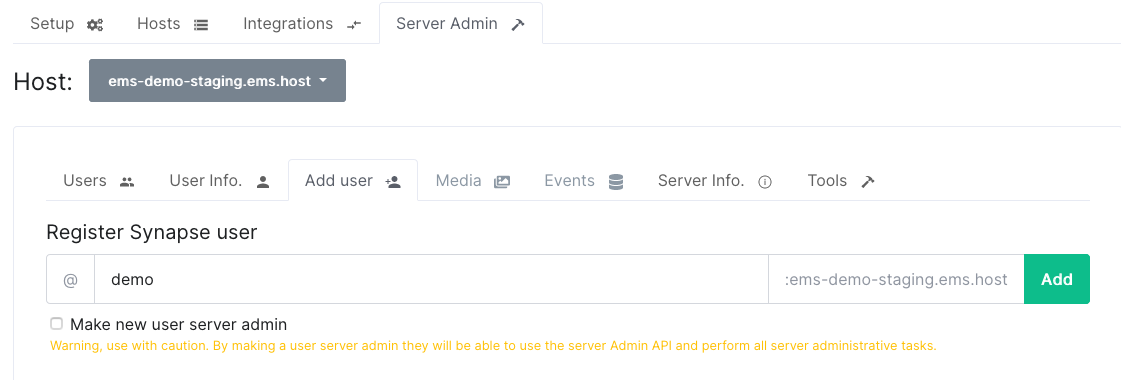 Setup Hosts Integrations Server Admin
Host: ems-demo-staging.ems.host
Users User Info. Add user Media Events Server Info. Tools
Register Synapse user
@ demo :ems-demo-staging.ems.host Add
Make new user server admin
Warning, use with caution. By making a user server admin they will be able to use the server Admin API and perform all server administrative tasks.